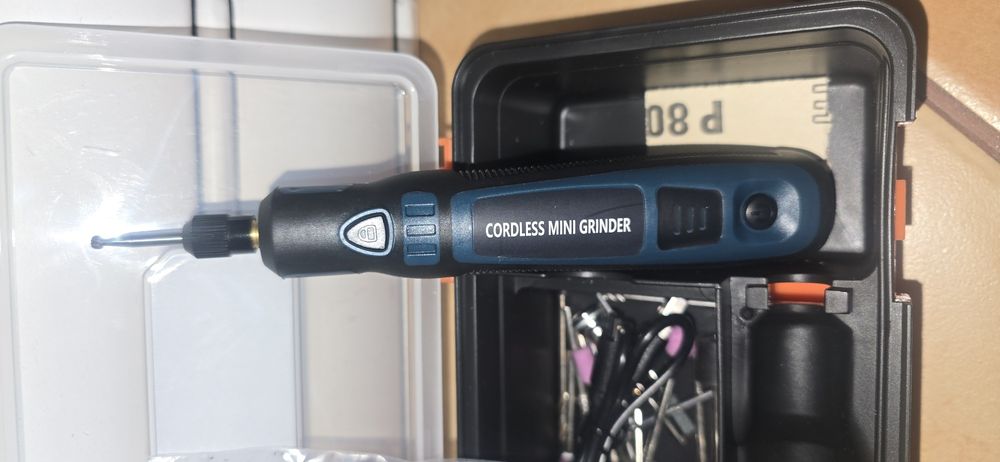 P 80
CORDLESS MINI GRINDER